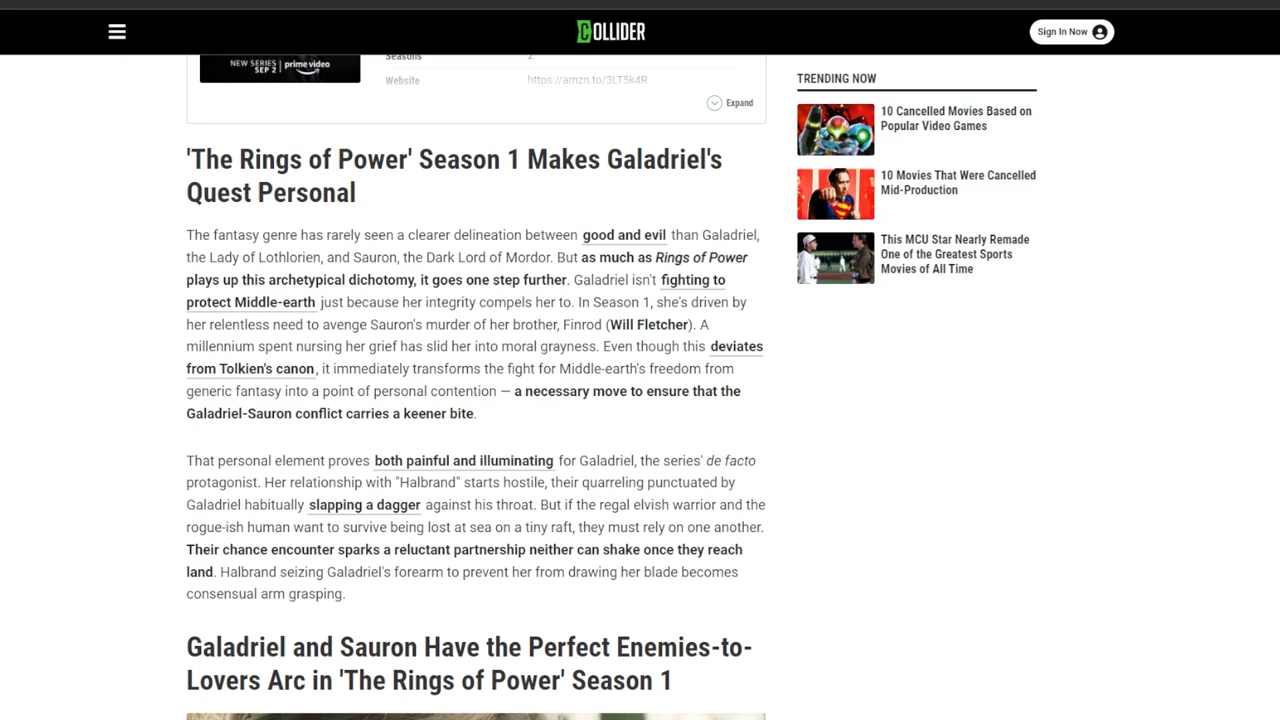 COLLIDER
Sign In Now
NEW SERIES
SEP 2
prime video
Seasons
2
Website
https://amzn.to/3LT5k4R
Expand
'The Rings of Power' Season 1 Makes Galadriel's
Quest Personal
The fantasy genre has rarely seen a clearer delineation between good and evil than Galadriel,
the Lady of Lothlorien, and Sauron, the Dark Lord of Mordor. But as much as Rings of Power
plays up this archetypical dichotomy, it goes one step further. Galadriel isn't fighting to
protect Middle-earth just because her integrity compels her to. In Season 1, she's driven by
her relentless need to avenge Sauron's murder of her brother, Finrod (Will Fletcher). A
millennium spent nursing her grief has slid her into moral grayness. Even though this deviates
from Tolkien's canon, it immediately transforms the fight for Middle-earth's freedom from
generic fantasy into a point of personal contention — a necessary move to ensure that the
Galadriel-Sauron conflict carries a keener bite.
That personal element proves both painful and illuminating for Galadriel, the series' de facto
protagonist. Her relationship with "Halbrand" starts hostile, their quarreling punctuated by
Galadriel habitually slapping a dagger against his throat. But if the regal elvish warrior and the
rogue-ish human want to survive being lost at sea on a tiny raft, they must rely on one another.
Their chance encounter sparks a reluctant partnership neither can shake once they reach
land. Halbrand seizing Galadriel's forearm to prevent her from drawing her blade becomes
consensual arm grasping.
Galadriel and Sauron Have the Perfect Enemies-to-
Lovers Arc in 'The Rings of Power' Season 1
TRENDING NOW
10 Cancelled Movies Based on
Popular Video Games
10 Movies That Were Cancelled
Mid-Production
This MCU Star Nearly Remade
One of the Greatest Sports
Movies of All Time